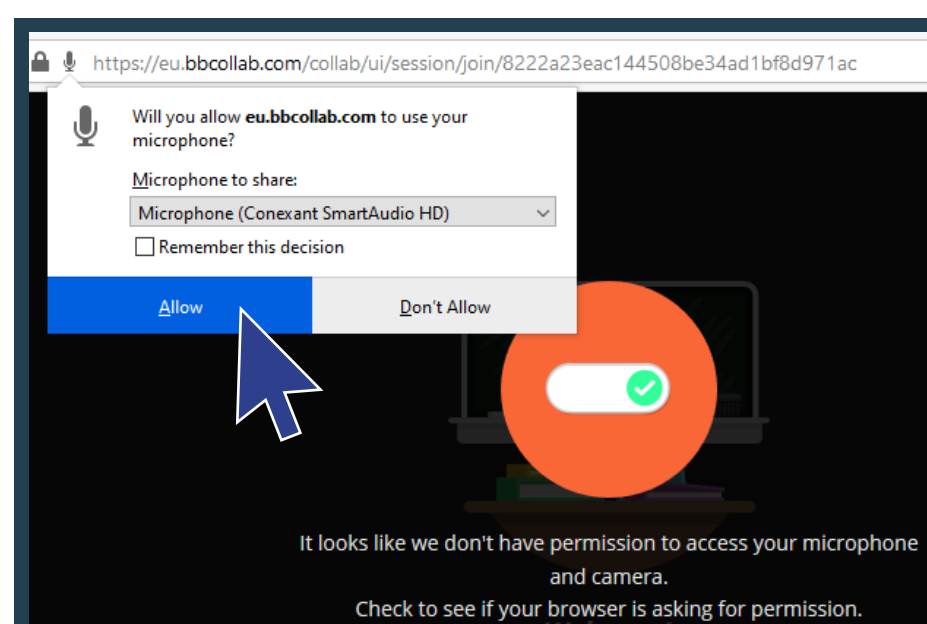 https://eu.bbcollab.com/collab/ui/session/join/8222a23eac144508be34ad1bf8d971ac
Will you allow eu.bbcollab.com to use your
microphone?
Microphone to share:
Microphone (Conexant SmartAudio HD)
Remember this decision
Allow
Don't Allow
It looks like we don't have permission to access your microphone
and camera.
Check to see if your browser is asking for permission.